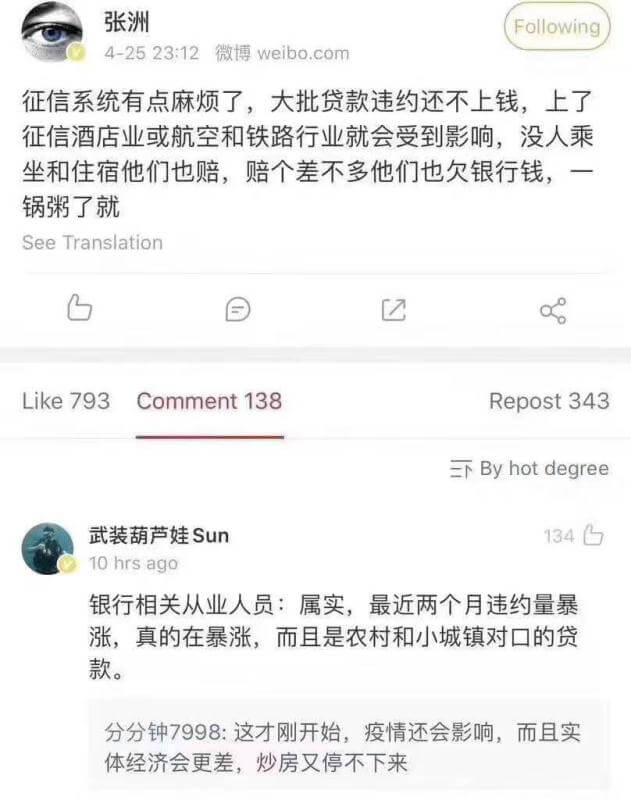 张洲
Following
4-25 23:12 微博 weibo.com
征信系统有点麻烦了，大批贷款违约还不上钱，上了
征信酒店业或航空和铁路行业就会受到影响，没人乘
坐和住宿他们也赔，赔个差不多他们也欠银行钱，一
锅粥了就
See Translation
Like 793 Comment 138 Repost 343
By hot degree
武装葫芦娃Sun
134
10 hrs ago
银行相关从业人员：属实，最近两个月违约量暴
涨，真的在暴涨，而且是农村和小城镇对口的贷
款。
分分钟7998: 这才刚开始，疫情还会影响，而且实
体经济会更差，炒房又停不下来